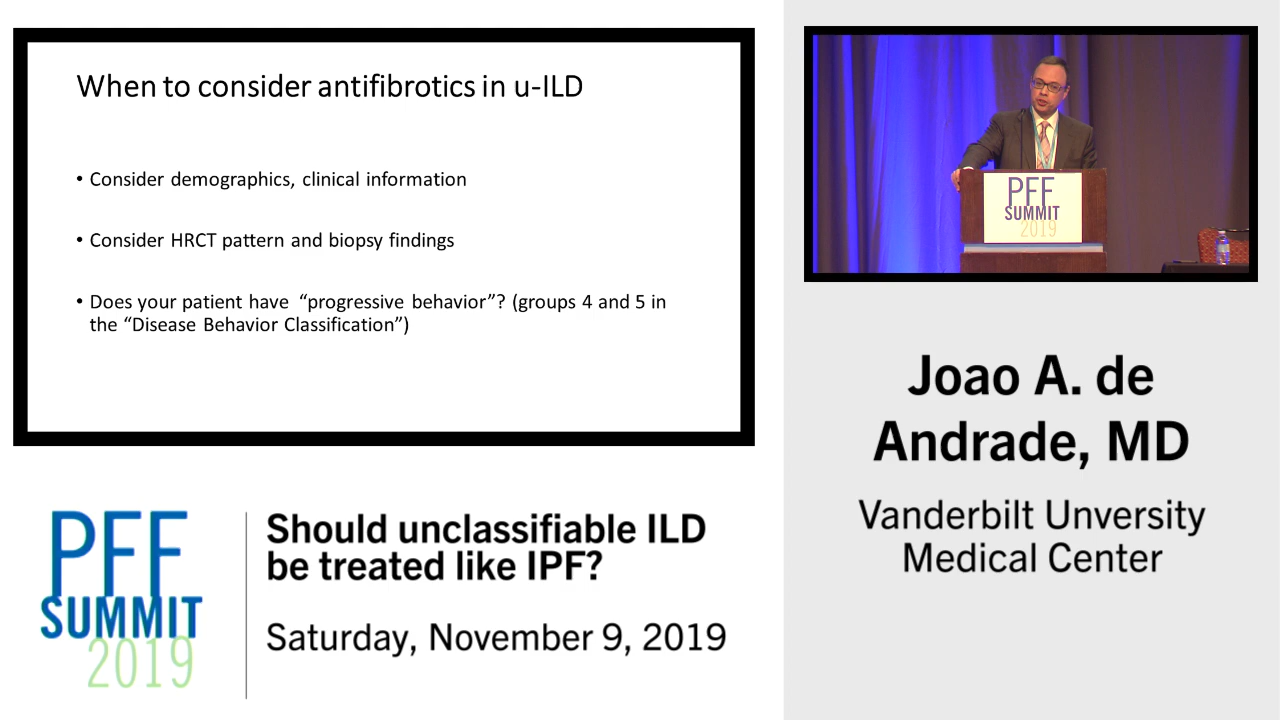 When to consider antifibrotics in u-ILD
• Consider demographics, clinical information
• Consider HRCT pattern and biopsy findings
• Does your patient have “progressive behavior”? (groups 4 and 5 in
the “Disease Behavior Classification”)
PFF
SUMMIT
2019
Should unclassifiable ILD
be treated like IPF?
Saturday, November 9, 2019
PFF
SUMMIT
2019
Joao A. de
Andrade, MD
Vanderbilt Unversity
Medical Center